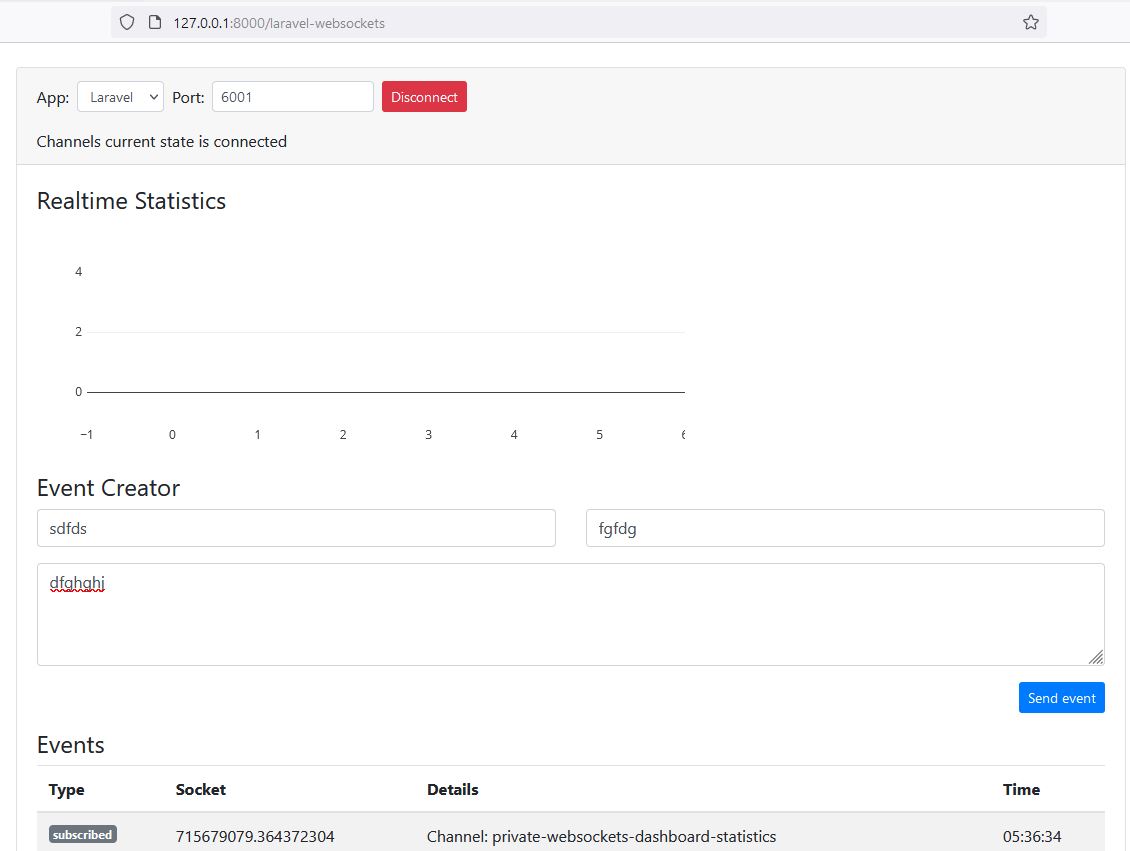 127.0.0.1:8000/laravel-websockets
App: Laravel Port: 6001 Disconnect
Channels current state is connected
Realtime Statistics
4
2
0
−1 0 1 2 3 4 5 6
Event Creator
sdfds fgfdg
dfghghj
Send event
Events
Type Socket Details Time
subscribed 715679079.364372304 Channel: private-websockets-dashboard-statistics 05:36:34